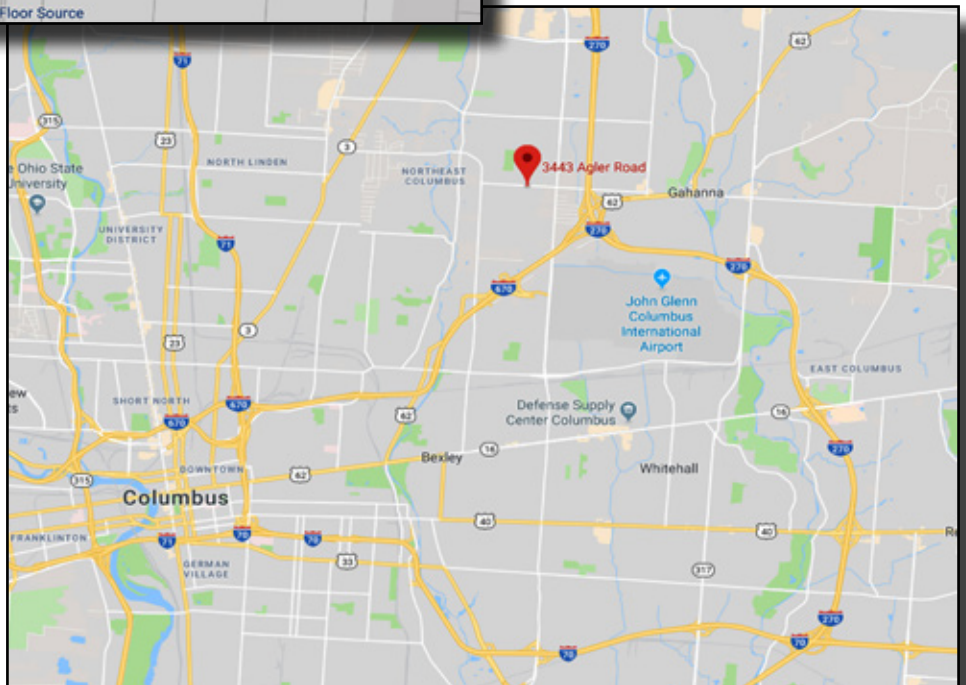 Floor Source
270
62
71
315
23
3
NORTH LINDEN
NORTHEAST
COLUMBUS
3443 Agler Road
Ohio State
University
62
Gahanna
UNIVERSITY
DISTRICT
71
270
270
670
John Glenn
Columbus
International
Airport
3
23
EAST COLUMBUS
SHORT NORTH
670
670
62
Defense Supply
Center Columbus
16
270
Bexley
16
Whitehall
DOWNTOWN
62
315
Columbus
40
40
FRANKLINTON
71
70
70
33
GERMAN
VILLAGE
317
270
70
70